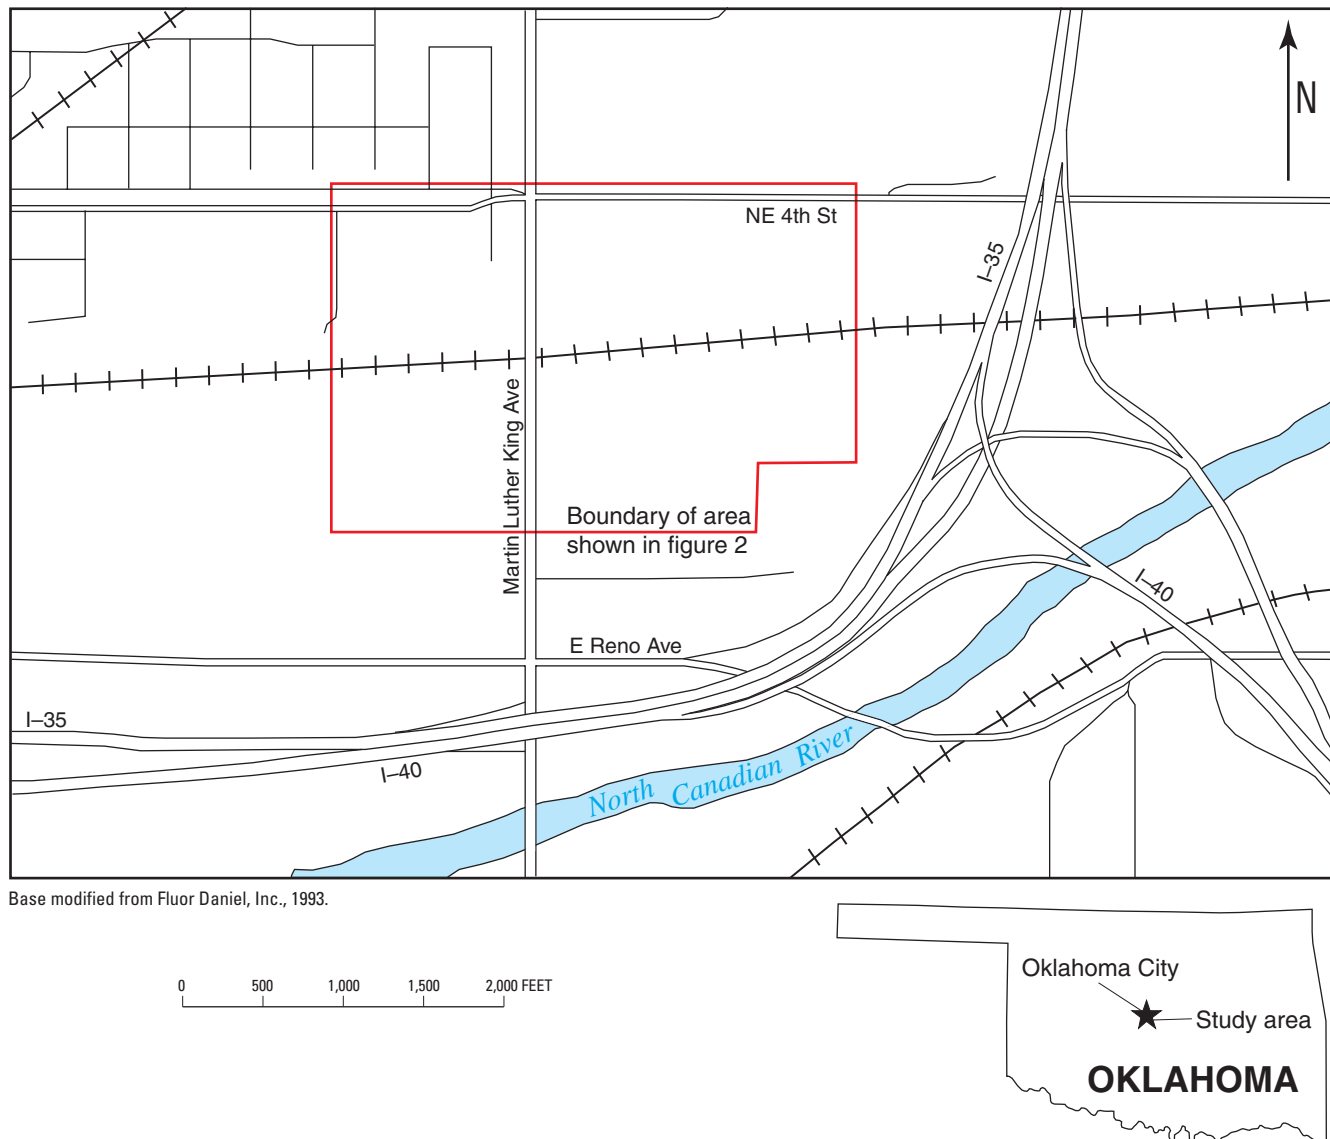 N
NE 4th St
I–35
Martin Luther King Ave
Boundary of area
shown in figure 2
I–40
E Reno Ave
I–35
I–40
North Canadian River
Base modified from Fluor Daniel, Inc., 1993.
0 500 1,000 1,500 2,000 FEET
Oklahoma City
Study area
OKLAHOMA